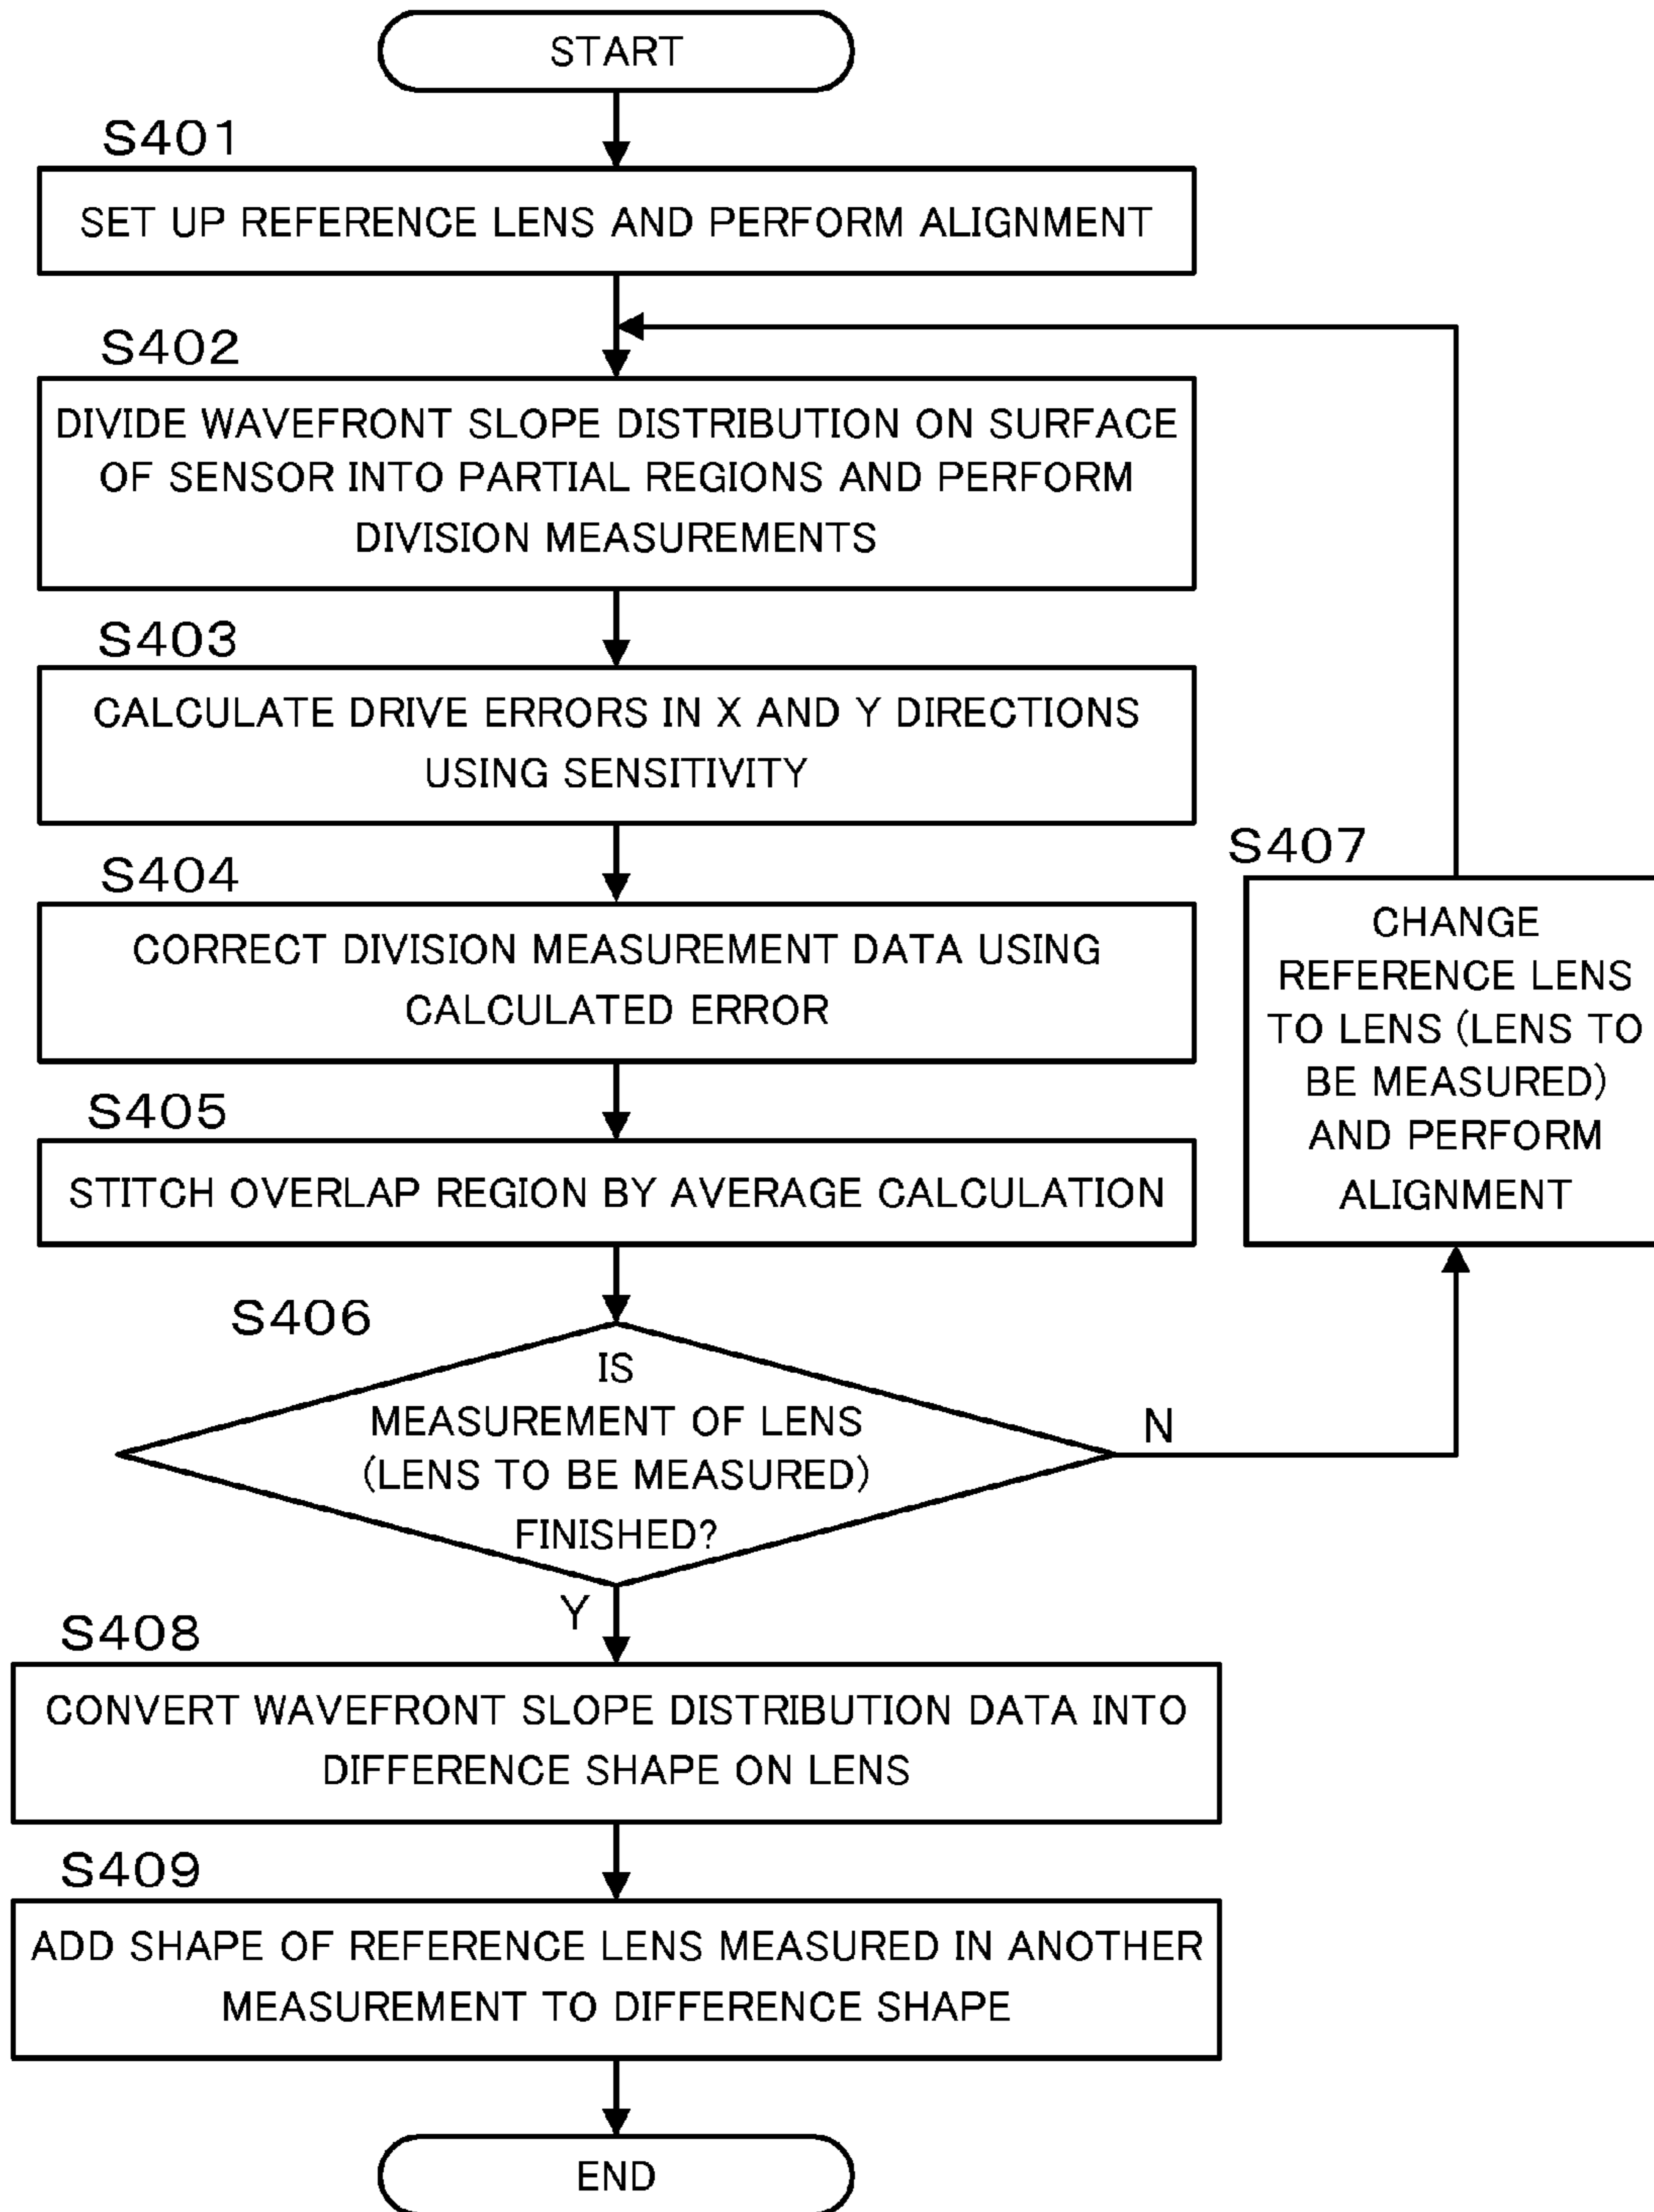 START
S401
SET UP REFERENCE LENS AND PERFORM ALIGNMENT
S402
DIVIDE WAVEFRONT SLOPE DISTRIBUTION ON SURFACE
OF SENSOR INTO PARTIAL REGIONS AND PERFORM
DIVISION MEASUREMENTS
S403
CALCULATE DRIVE ERRORS IN X AND Y DIRECTIONS
USING SENSITIVITY
S404
CORRECT DIVISION MEASUREMENT DATA USING
CALCULATED ERROR
S405
STITCH OVERLAP REGION BY AVERAGE CALCULATION
S406
IS
MEASUREMENT OF LENS
(LENS TO BE MEASURED)
FINISHED?
N
S407
CHANGE
REFERENCE LENS
TO LENS (LENS TO
BE MEASURED)
AND PERFORM
ALIGNMENT
Y
S408
CONVERT WAVEFRONT SLOPE DISTRIBUTION DATA INTO
DIFFERENCE SHAPE ON LENS
S409
ADD SHAPE OF REFERENCE LENS MEASURED IN ANOTHER
MEASUREMENT TO DIFFERENCE SHAPE
END